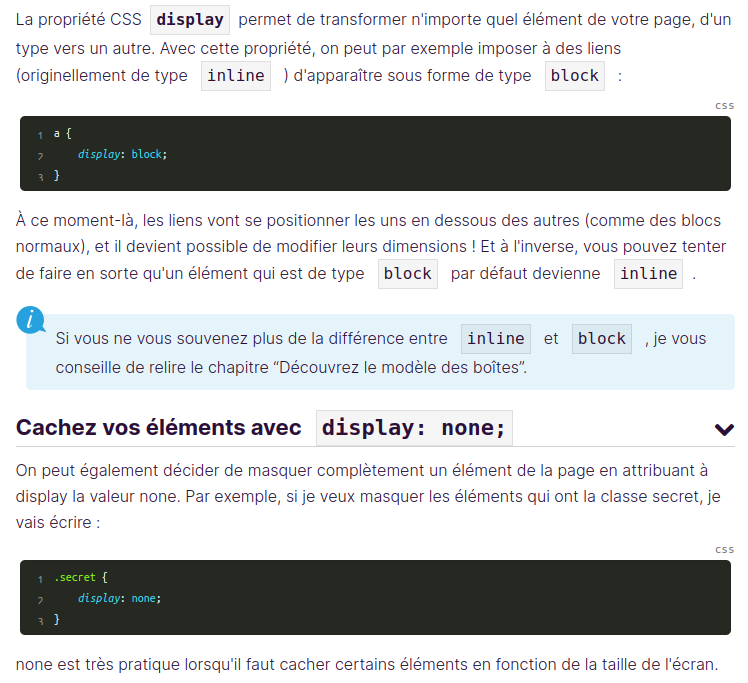 La propriété CSS display permet de transformer n'importe quel élément de votre page, d'un
type vers un autre. Avec cette propriété, on peut par exemple imposer à des liens
(originellement de type inline ) d'apparaître sous forme de type block :
css
1 a {
2 display: block;
3 }
À ce moment-là, les liens vont se positionner les uns en dessous des autres (comme des blocs
normaux), et il devient possible de modifier leurs dimensions ! Et à l'inverse, vous pouvez tenter
de faire en sorte qu'un élément qui est de type block par défaut devienne inline .
i
Si vous ne vous souvenez plus de la différence entre inline et block , je vous
conseille de relire le chapitre “Découvrez le modèle des boîtes”.
Cachez vos éléments avec display: none;
On peut également décider de masquer complètement un élément de la page en attribuant à
display la valeur none. Par exemple, si je veux masquer les éléments qui ont la classe secret, je
vais écrire :
css
1 .secret {
2 display: none;
3 }
none est très pratique lorsqu'il faut cacher certains éléments en fonction de la taille de l'écran.